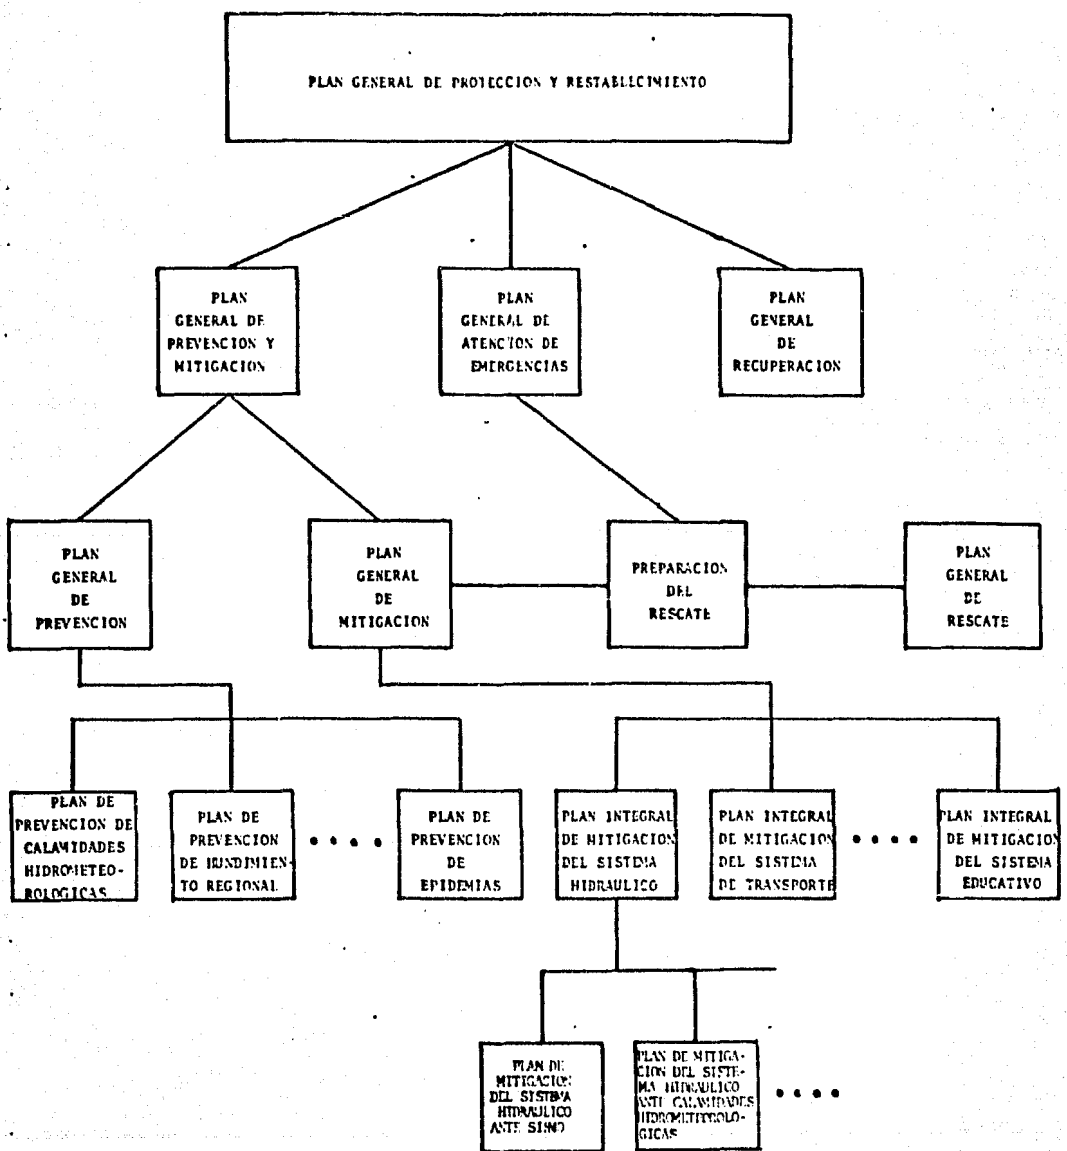 PLAN GENERAL DE PROTECCION Y RESTABLECIMIENTO
PLAN
GENERAL DE
PREVENCION Y
MITIGACION
PLAN
GENERAL DE
ATENCION DE
EMERGENCIAS
PLAN
GENERAL
DE
RECUPERACION
PLAN
GENERAL
DE
PREVENCION
PLAN
GENERAL
DE
MITIGACION
PREPARACION
DEL
RESCATE
PLAN
GENERAL
DE
RESCATE
PLAN DE
PREVENCION DE
CALAMIDADES
HIDROMETEO-
ROLOGICAS
PLAN DE
PREVENCION
DE HUNDIMIEN-
TO REGIONAL
PLAN DE
PREVENCION
DE
EPIDEMIAS
PLAN INTEGRAL
DE MITIGACION
DEL SISTEMA
HIDRAULICO
PLAN INTEGRAL
DE MITIGACION
DEL SISTEMA
DE TRANSPORTE
PLAN INTEGRAL
DE MITIGACION
DEL SISTEMA
EDUCATIVO
PLAN DE
MITIGACION
DEL SISTEMA
HIDRAULICO
ANTE SISMO
PLAN DE MITIGA-
CION DEL SISTE-
MA HIDRAULICO
ANTE CALAMIDADES
HIDROMETEOROLO-
GICAS